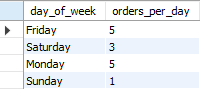 day_of_week orders_per_day
Friday 5
Saturday 3
Monday 5
Sunday 1